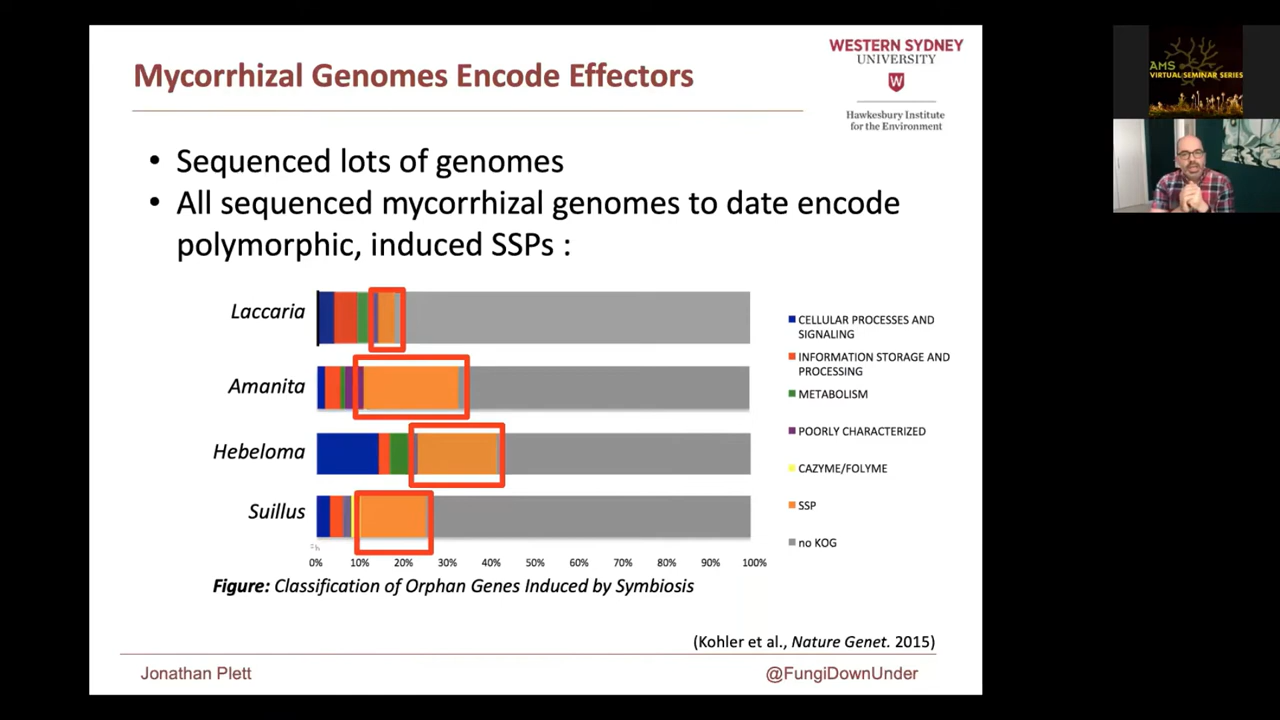 Mycorrhizal Genomes Encode Effectors
WESTERN SYDNEY
UNIVERSITY
W
Hawkesbury Institute
for the Environment
• Sequenced lots of genomes
• All sequenced mycorrhizal genomes to date encode
polymorphic, induced SSPs :
Laccaria
Amanita
Hebeloma
Suillus
0% 10% 20% 30% 40% 50% 60% 70% 80% 90% 100%
CELLULAR PROCESSES AND
SIGNALING
INFORMATION STORAGE AND
PROCESSING
METABOLISM
POORLY CHARACTERIZED
CAZYME/FOLYME
SSP
no KOG
Figure: Classification of Orphan Genes Induced by Symbiosis
(Kohler et al., Nature Genet. 2015)
Jonathan Plett
@FungiDownUnder
AMS
VIRTUAL SEMINAR SERIES